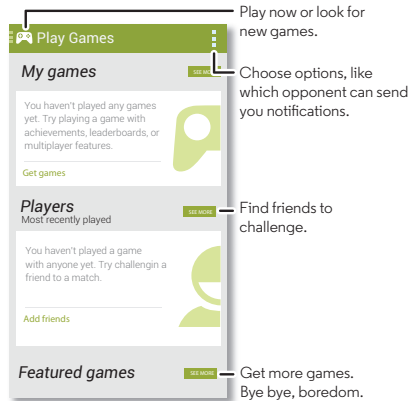 Play now or look for
new games.
Play Games
My games
SEE MORE
Choose options, like
which opponent can send
you notifications.
You haven't played any games
yet. Try playing a game with
achievements, leaderboards, or
multiplayer features.
Get games
Players
Most recently played
SEE MORE
Find friends to
challenge.
You haven't played a game
with anyone yet. Try challengin a
friend to a match.
Add friends
Featured games
SEE MORE
Get more games.
Bye bye, boredom.